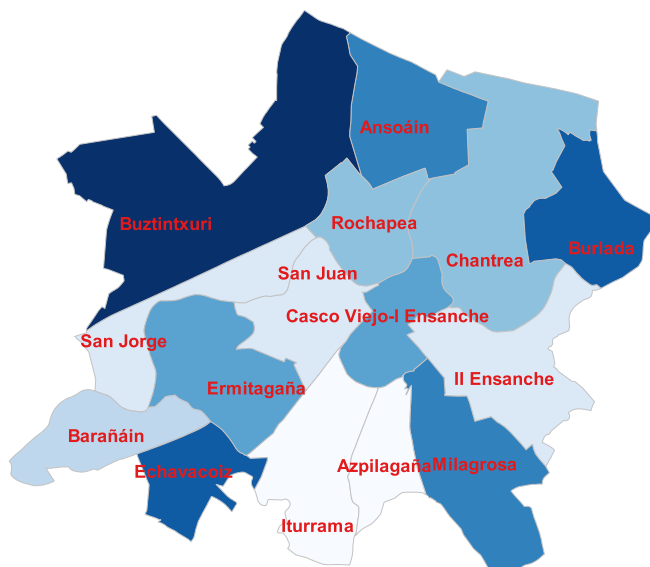 Ansoáin
Buztintxuri
Rochapea
Burlada
Chantrea
San Juan
Casco Viejo-I Ensanche
San Jorge
II Ensanche
Ermitagaña
Barañáin
Azpilagaña
Milagrosa
Echavacoiz
Iturrama